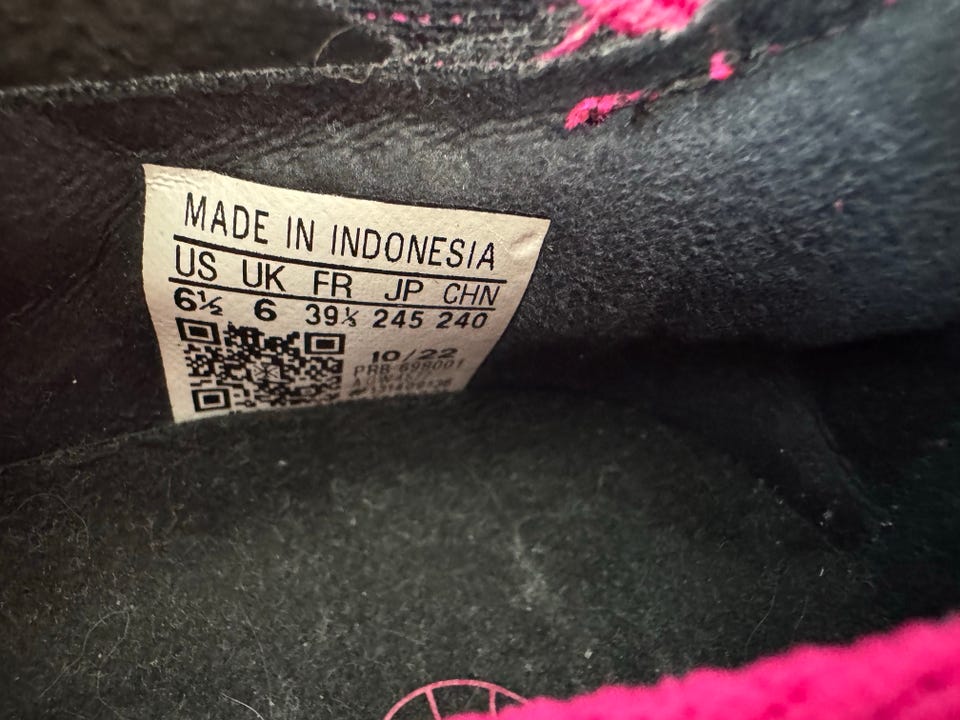 MADE IN INDONESIA
US UK FR JP CHN
6½ 6 39⅓ 245 240
10/22